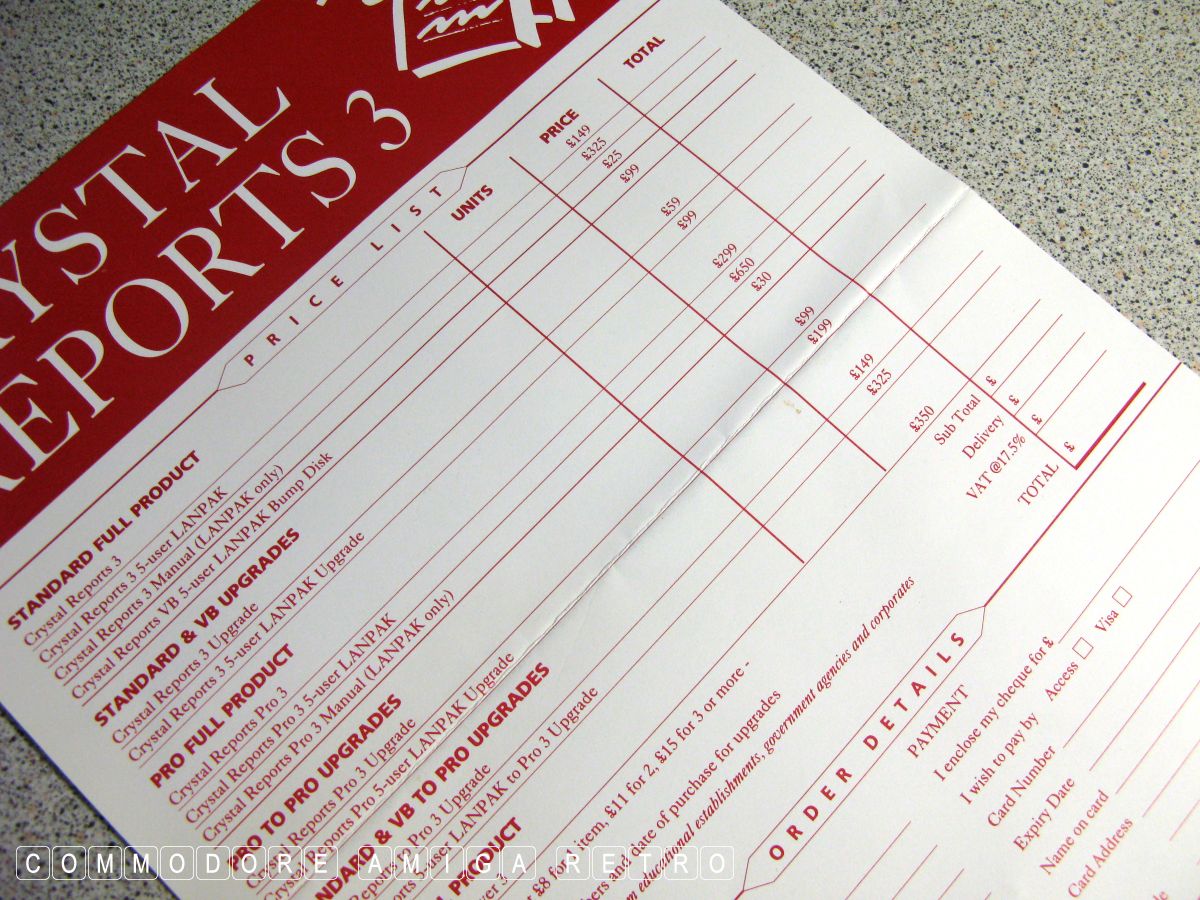 YSTAL
REPORTS 3
PRICE LIST
UNITS PRICE TOTAL
STANDARD FULL PRODUCT
Crystal Reports 3 £149
Crystal Reports 3 5-user LANPAK £325
Crystal Reports 3 Manual (LANPAK only) £25
Crystal Reports VB 5-user LANPAK Bump Disk £99
STANDARD & VB UPGRADES
Crystal Reports 3 Upgrade £59
Crystal Reports 3 5-user LANPAK Upgrade £99
PRO FULL PRODUCT
Crystal Reports Pro 3 £299
Crystal Reports Pro 3 5-user LANPAK £650
Crystal Reports Pro 3 Manual (LANPAK only) £30
PRO TO PRO UPGRADES
Crystal Reports Pro 3 Upgrade £99
Crystal Reports Pro 5-user LANPAK Upgrade £199
NDARD & VB TO PRO UPGRADES
Reports Pro 3 Upgrade £149
Reports 5-user LANPAK to Pro 3 Upgrade £325
PRODUCT
ver 3 £350
Sub Total £
Delivery £
VAT @17.5% £
TOTAL £
£8 for 1 item, £11 for 2, £15 for 3 or more -
bers and date of purchase for upgrades
m educational establishments, government agencies and corporates
ORDER DETAILS
PAYMENT
I enclose my cheque for £
I wish to pay by Access Visa
Card Number
Expiry Date
Name on card
Card Address
COMMODORE AMIGA RETRO